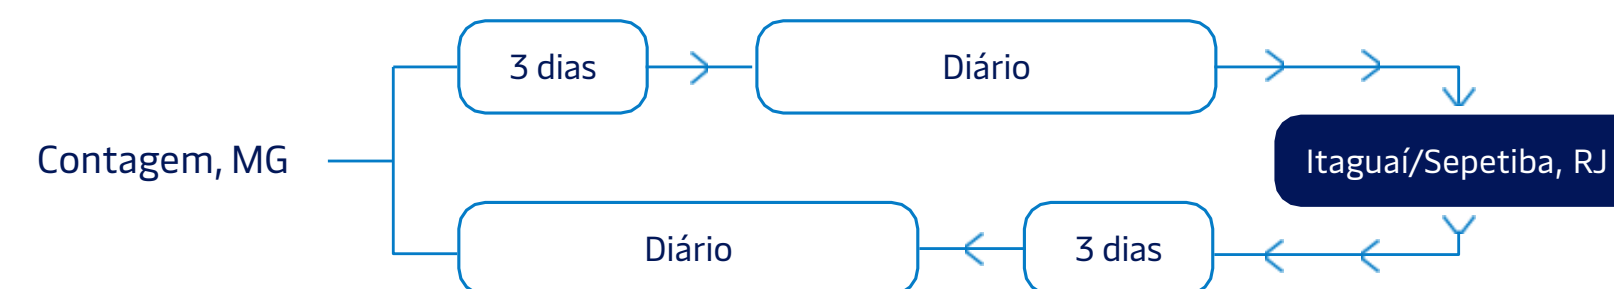 3 dias
Diário
Contagem, MG
Itaguaí/Sepetiba, RJ
Diário
3 dias